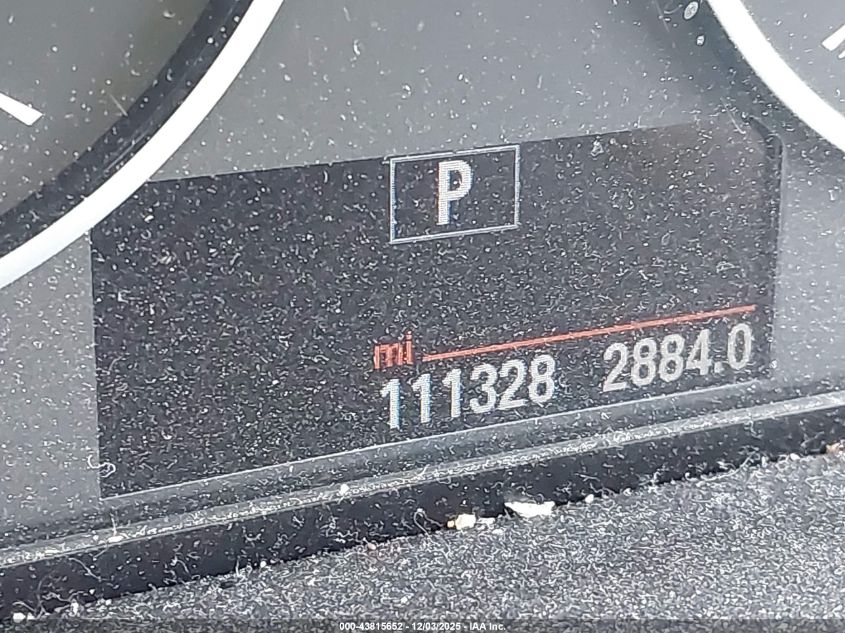 P
mi
111328 2884.0
000-43815652 - 12/03/2025 - IAA Inc.